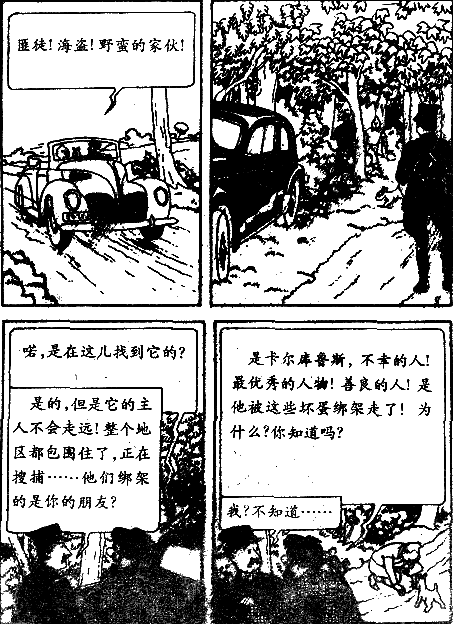 匪徒！海盗！野蛮的家伙！
喏，是在这儿找到它的？
是的，但是它的主
人不会走远！整个地
区都包围住了，正在
搜捕……他们绑架
的是你的朋友？
是卡尔库鲁斯，不幸的人！
最优秀的人物！善良的人！是
他被这些坏蛋绑架走了！为
什么？你知道吗？
我？不知道……